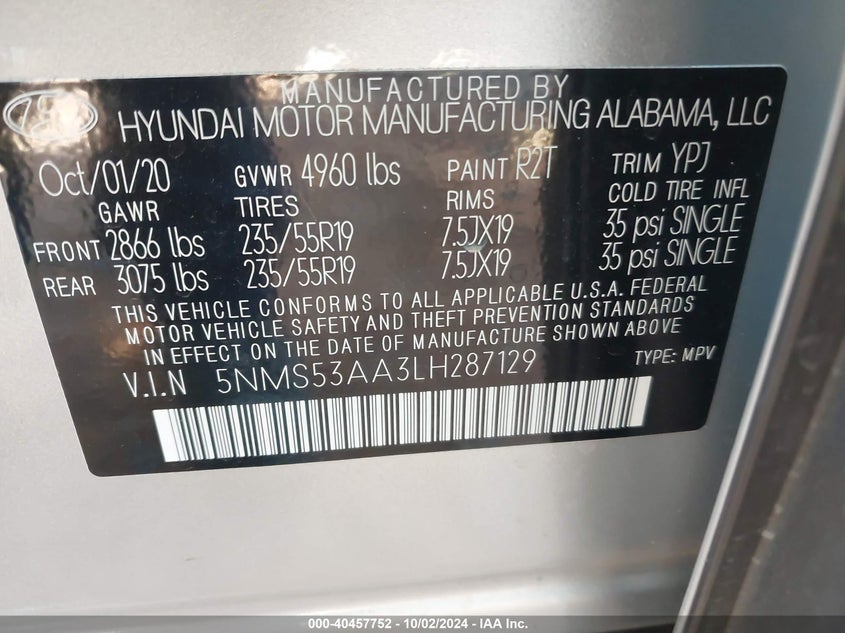 MANUFACTURED BY
HYUNDAI MOTOR MANUFACTURING ALABAMA, LLC
Oct/01/20 GVWR 4960 lbs PAINT R2T TRIM YPJ
GAWR TIRES RIMS COLD TIRE INFL
FRONT 2866 lbs 235/55R19 7.5JX19 35 psi SINGLE
REAR 3075 lbs 235/55R19 7.5JX19 35 psi SINGLE
THIS VEHICLE CONFORMS TO ALL APPLICABLE U.S.A. FEDERAL
MOTOR VEHICLE SAFETY AND THEFT PREVENTION STANDARDS
IN EFFECT ON THE DATE OF MANUFACTURE SHOWN ABOVE
V.I.N 5NMS53AA3LH287129 TYPE: MPV
000-40457752 - 10/02/2024 - IAA Inc.